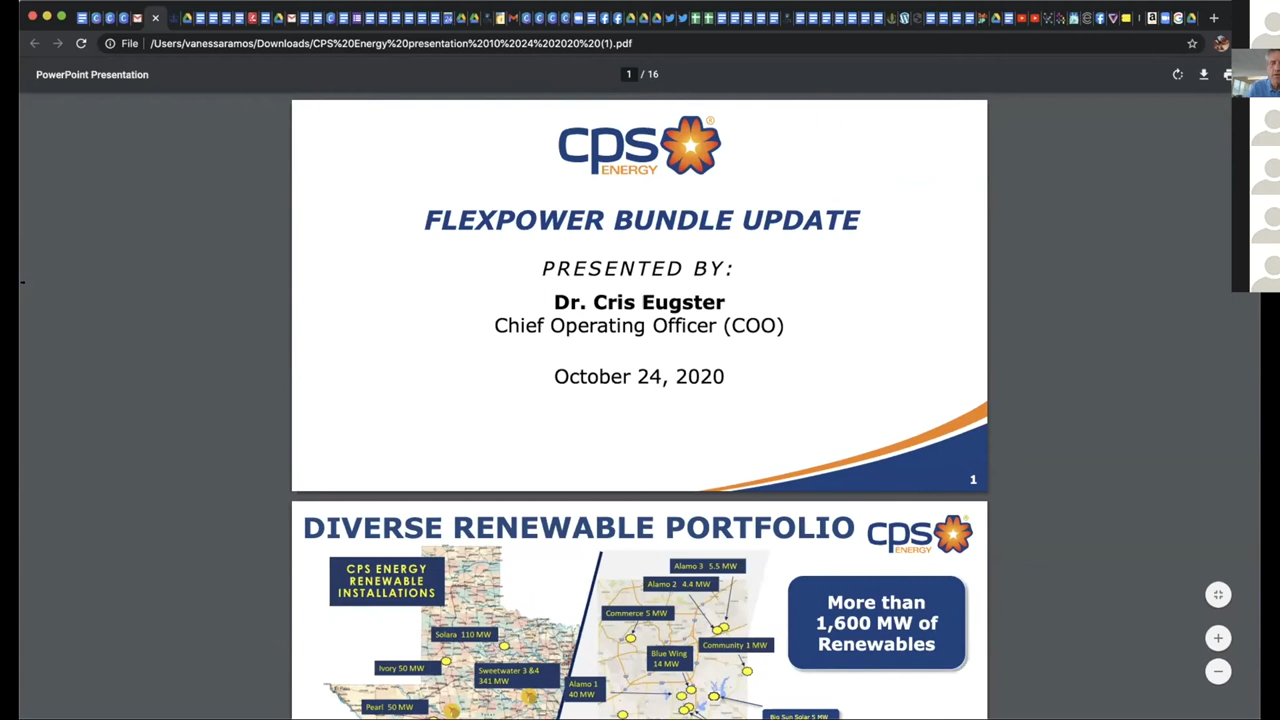 File
/Users/vanessaramos/Downloads/CPS%20Energy%20presentation%2010%2024%202020%20(1).pdf
PowerPoint Presentation
1 / 16
cps
ENERGY
®
FLEXPOWER BUNDLE UPDATE
PRESENTED BY:
Dr. Cris Eugster
Chief Operating Officer (COO)
October 24, 2020
1
DIVERSE RENEWABLE PORTFOLIO
cps
ENERGY
CPS ENERGY
RENEWABLE
INSTALLATIONS
Alamo 3 5.5 MW
Alamo 2 4.4 MW
Commerce 5 MW
More than
1,600 MW of
Renewables
Solara 110 MW
Community 1 MW
Blue Wing
14 MW
Ivory 50 MW
Sweetwater 3 &4
341 MW
Alamo 1
40 MW
Pearl 50 MW
Big Sun Solar 5 MW